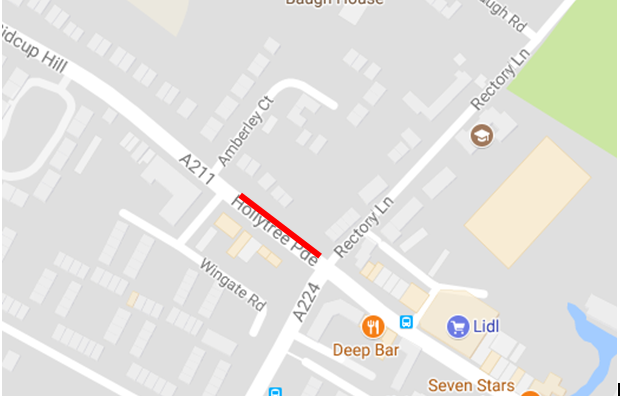 Baugh House
ugh Rd
idcup Hill
Rectory Ln
Amberley Ct
A211
Hollytree Pde
Rectory Ln
Wingate Rd
A224
Lidl
Deep Bar
Seven Stars